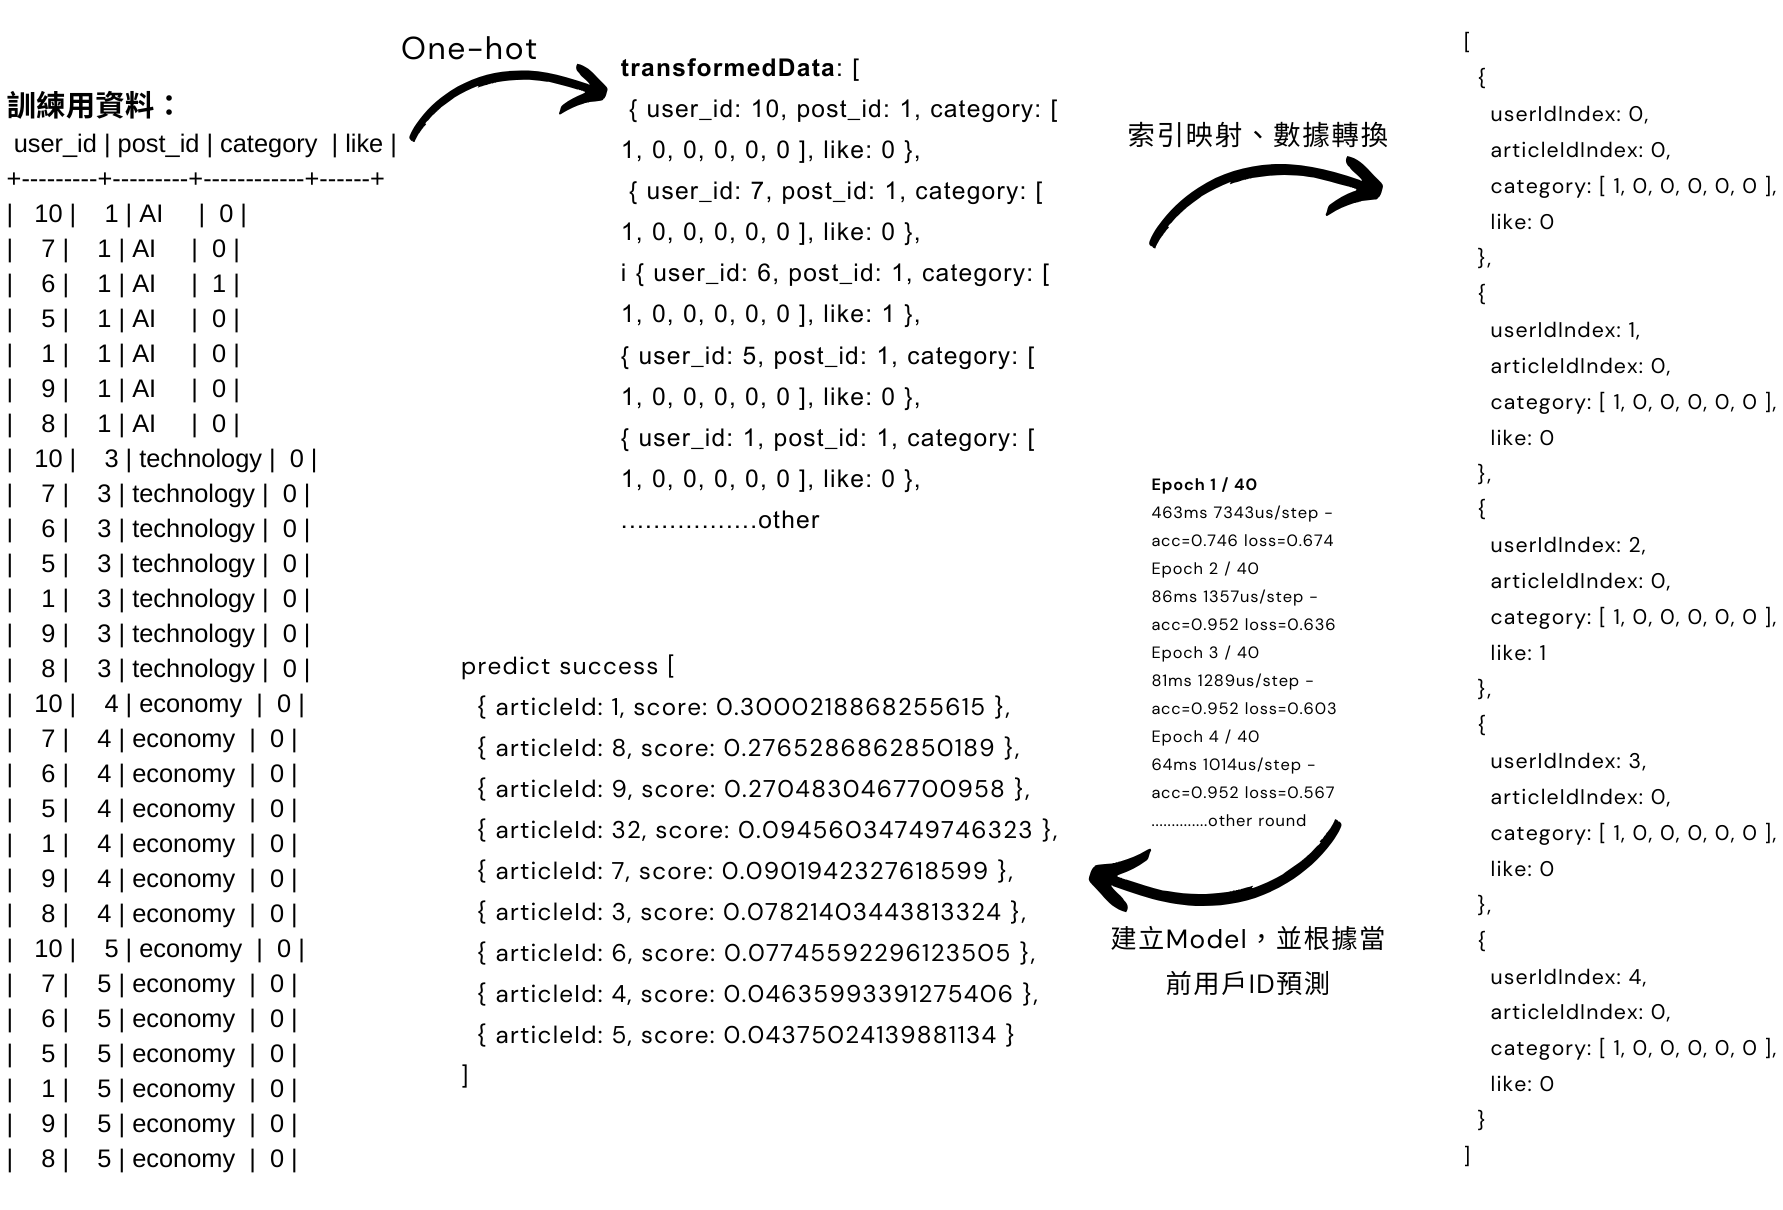 訓練用資料：
user_id | post_id | category | like |
+---------+---------+------------+------+
| 10 | 1 | AI | 0 |
| 7 | 1 | AI | 0 |
| 6 | 1 | AI | 1 |
| 5 | 1 | AI | 0 |
| 1 | 1 | AI | 0 |
| 9 | 1 | AI | 0 |
| 8 | 1 | AI | 0 |
| 10 | 3 | technology | 0 |
| 7 | 3 | technology | 0 |
| 6 | 3 | technology | 0 |
| 5 | 3 | technology | 0 |
| 1 | 3 | technology | 0 |
| 9 | 3 | technology | 0 |
| 8 | 3 | technology | 0 |
| 10 | 4 | economy | 0 |
| 7 | 4 | economy | 0 |
| 6 | 4 | economy | 0 |
| 5 | 4 | economy | 0 |
| 1 | 4 | economy | 0 |
| 9 | 4 | economy | 0 |
| 8 | 4 | economy | 0 |
| 10 | 5 | economy | 0 |
| 7 | 5 | economy | 0 |
| 6 | 5 | economy | 0 |
| 5 | 5 | economy | 0 |
| 1 | 5 | economy | 0 |
| 9 | 5 | economy | 0 |
| 8 | 5 | economy | 0 |
One-hot
transformedData: [
{ user_id: 10, post_id: 1, category: [
1, 0, 0, 0, 0, 0 ], like: 0 },
{ user_id: 7, post_id: 1, category: [
1, 0, 0, 0, 0, 0 ], like: 0 },
i { user_id: 6, post_id: 1, category: [
1, 0, 0, 0, 0, 0 ], like: 1 },
{ user_id: 5, post_id: 1, category: [
1, 0, 0, 0, 0, 0 ], like: 0 },
{ user_id: 1, post_id: 1, category: [
1, 0, 0, 0, 0, 0 ], like: 0 },
.................other
索引映射、數據轉換
[
{
userIdIndex: 0,
articleIdIndex: 0,
category: [ 1, 0, 0, 0, 0, 0 ],
like: 0
},
{
userIdIndex: 1,
articleIdIndex: 0,
category: [ 1, 0, 0, 0, 0, 0 ],
like: 0
},
{
userIdIndex: 2,
articleIdIndex: 0,
category: [ 1, 0, 0, 0, 0, 0 ],
like: 1
},
{
userIdIndex: 3,
articleIdIndex: 0,
category: [ 1, 0, 0, 0, 0, 0 ],
like: 0
},
{
userIdIndex: 4,
articleIdIndex: 0,
category: [ 1, 0, 0, 0, 0, 0 ],
like: 0
}
]
Epoch 1 / 40
463ms 7343us/step -
acc=0.746 loss=0.674
Epoch 2 / 40
86ms 1357us/step -
acc=0.952 loss=0.636
Epoch 3 / 40
81ms 1289us/step -
acc=0.952 loss=0.603
Epoch 4 / 40
64ms 1014us/step -
acc=0.952 loss=0.567
..............other round
建立Model，並根據當
前用戶ID預測
predict success [
{ articleId: 1, score: 0.3000218868255615 },
{ articleId: 8, score: 0.2765286862850189 },
{ articleId: 9, score: 0.2704830467700958 },
{ articleId: 32, score: 0.09456034749746323 },
{ articleId: 7, score: 0.0901942327618599 },
{ articleId: 3, score: 0.07821403443813324 },
{ articleId: 6, score: 0.07745592296123505 },
{ articleId: 4, score: 0.04635993391275406 },
{ articleId: 5, score: 0.04375024139881134 }
]